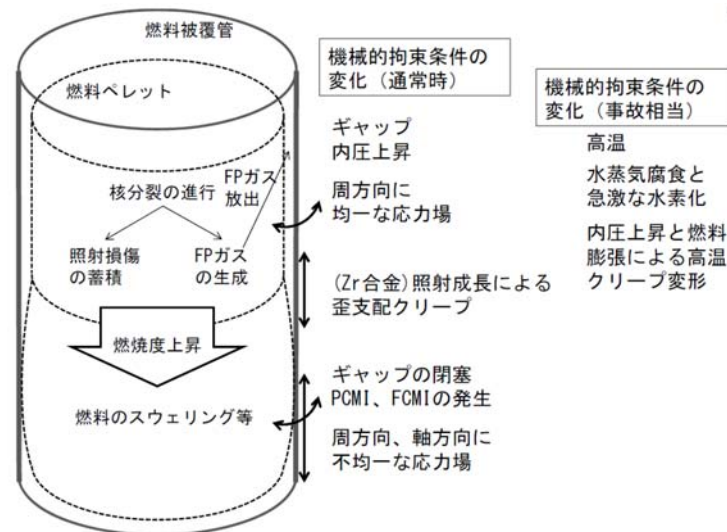 燃料被覆管
燃料ペレット
核分裂の進行
FPガス
放出
照射損傷
の蓄積
FPガス
の生成
燃焼度上昇
燃料のスウェリング等
機械的拘束条件の
変化（通常時）
ギャップ
内圧上昇
周方向に
均一な応力場
(Zr合金)照射成長による
歪支配クリープ
ギャップの閉塞
PCMI、FCMIの発生
周方向、軸方向に
不均一な応力場
機械的拘束条件の
変化（事故相当）
高温
水蒸気腐食と
急激な水素化
内圧上昇と燃料
膨張による高温
クリープ変形